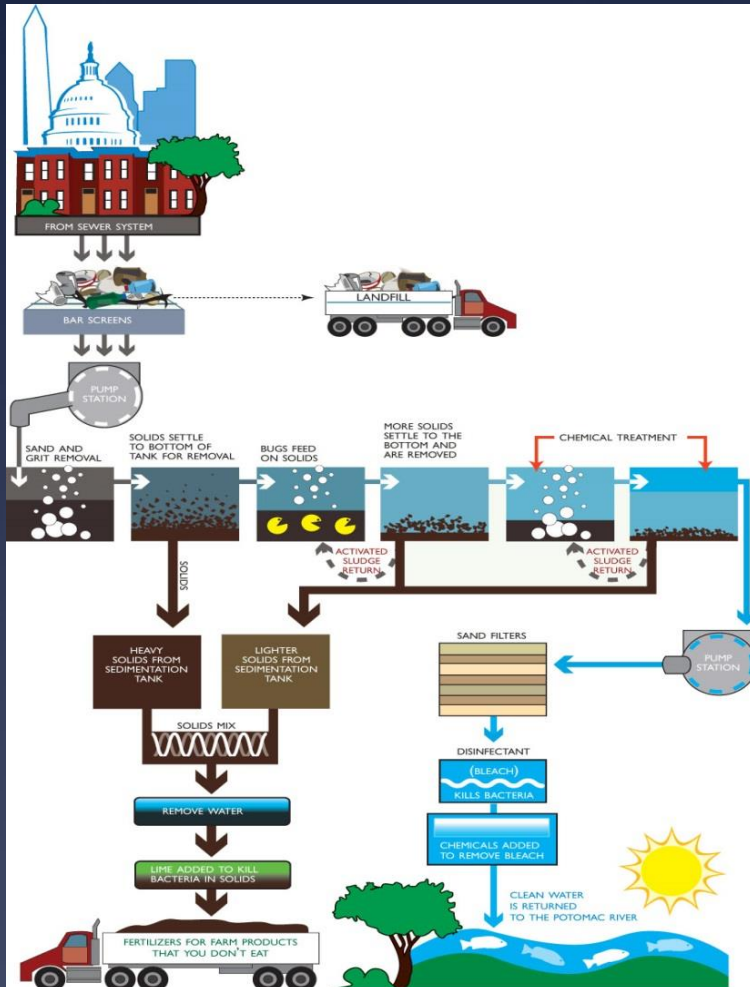 FROM SEWER SYSTEM
BAR SCREENS
LANDFILL
PUMP
STATION
SAND AND
GRIT REMOVAL
SOLIDS SETTLE
TO BOTTOM OF
TANK FOR REMOVAL
BUGS FEED
ON SOLIDS
MORE SOLIDS
SETTLE TO THE
BOTTOM AND
ARE REMOVED
CHEMICAL TREATMENT
ACTIVATED
SLUDGE
RETURN
ACTIVATED
SLUDGE
RETURN
SOLIDS
HEAVY
SOLIDS FROM
SEDIMENTATION
TANK
LIGHTER
SOLIDS FROM
SEDIMENTATION
TANK
SAND FILTERS
PUMP
STATION
SOLIDS MIX
DISINFECTANT
(BLEACH)
KILLS BACTERIA
REMOVE WATER
CHEMICALS ADDED
TO REMOVE BLEACH
LIME ADDED TO KILL
BACTERIA IN SOLIDS
CLEAN WATER
IS RETURNED
TO THE POTOMAC RIVER
FERTILIZERS FOR FARM PRODUCTS
THAT YOU DON'T EAT